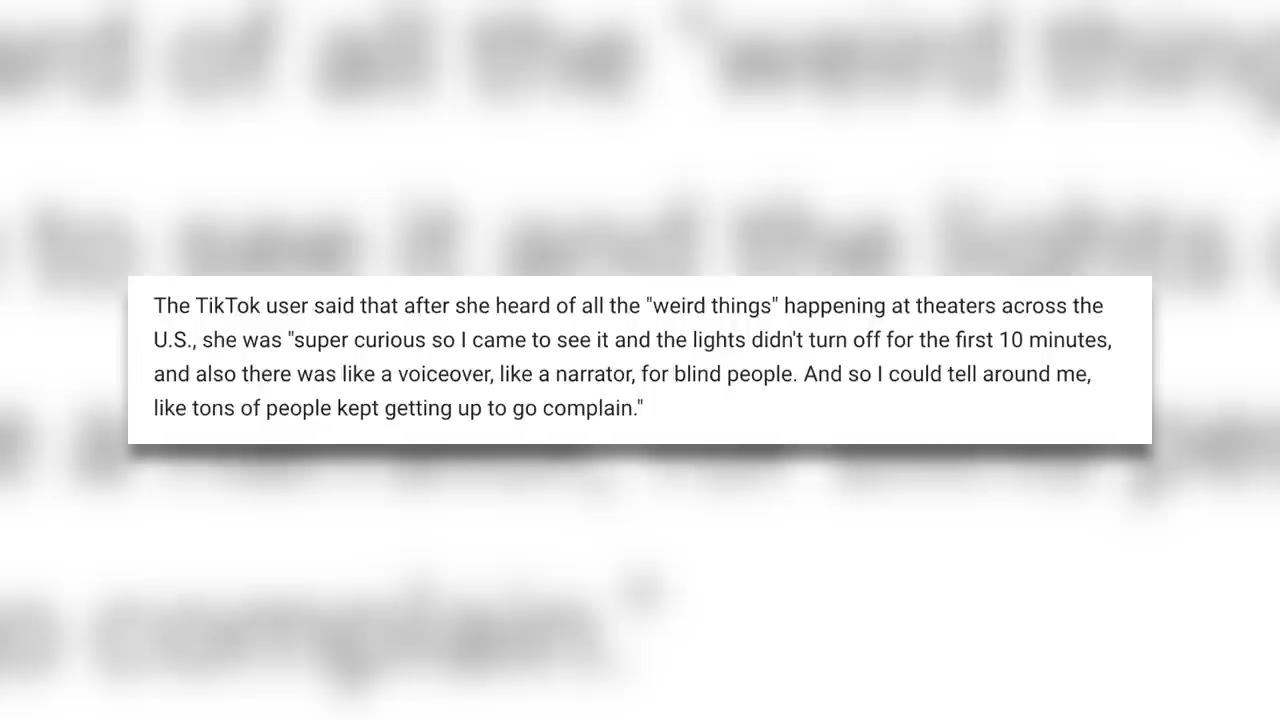 The TikTok user said that after she heard of all the "weird things" happening at theaters across the
U.S., she was "super curious so I came to see it and the lights didn't turn off for the first 10 minutes,
and also there was like a voiceover, like a narrator, for blind people. And so I could tell around me,
like tons of people kept getting up to go complain."